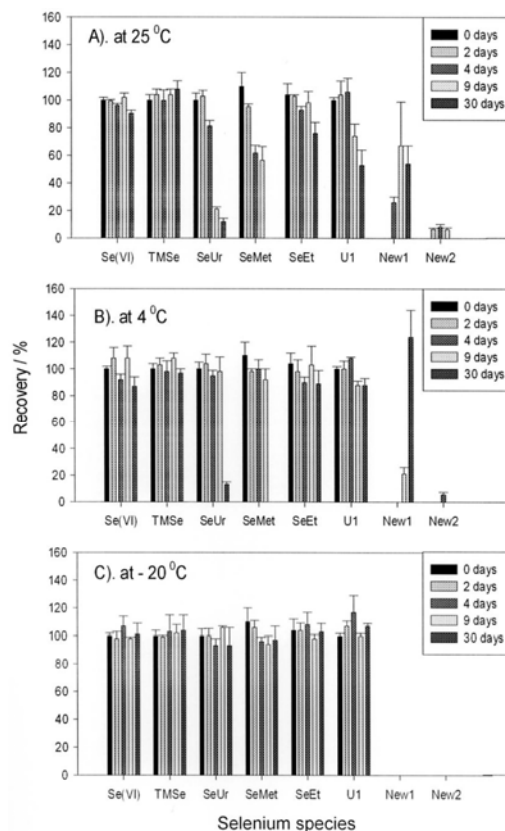 160
140
120
100
80
60
40
20
0
A). at 25 ⁰C
0 days
2 days
4 days
9 days
30 days
Se(VI) TMSe SeUr SeMet SeEt U1 New1 New2
Recovery / %
160
140
120
100
80
60
40
20
0
B). at 4 ⁰C
0 days
2 days
4 days
9 days
30 days
Se(VI) TMSe SeUr SeMet SeEt U1 New1 New2
160
140
120
100
80
60
40
20
0
C). at - 20 ⁰C
0 days
2 days
4 days
9 days
30 days
Se(VI) TMSe SeUr SeMet SeEt U1 New1 New2
Selenium species